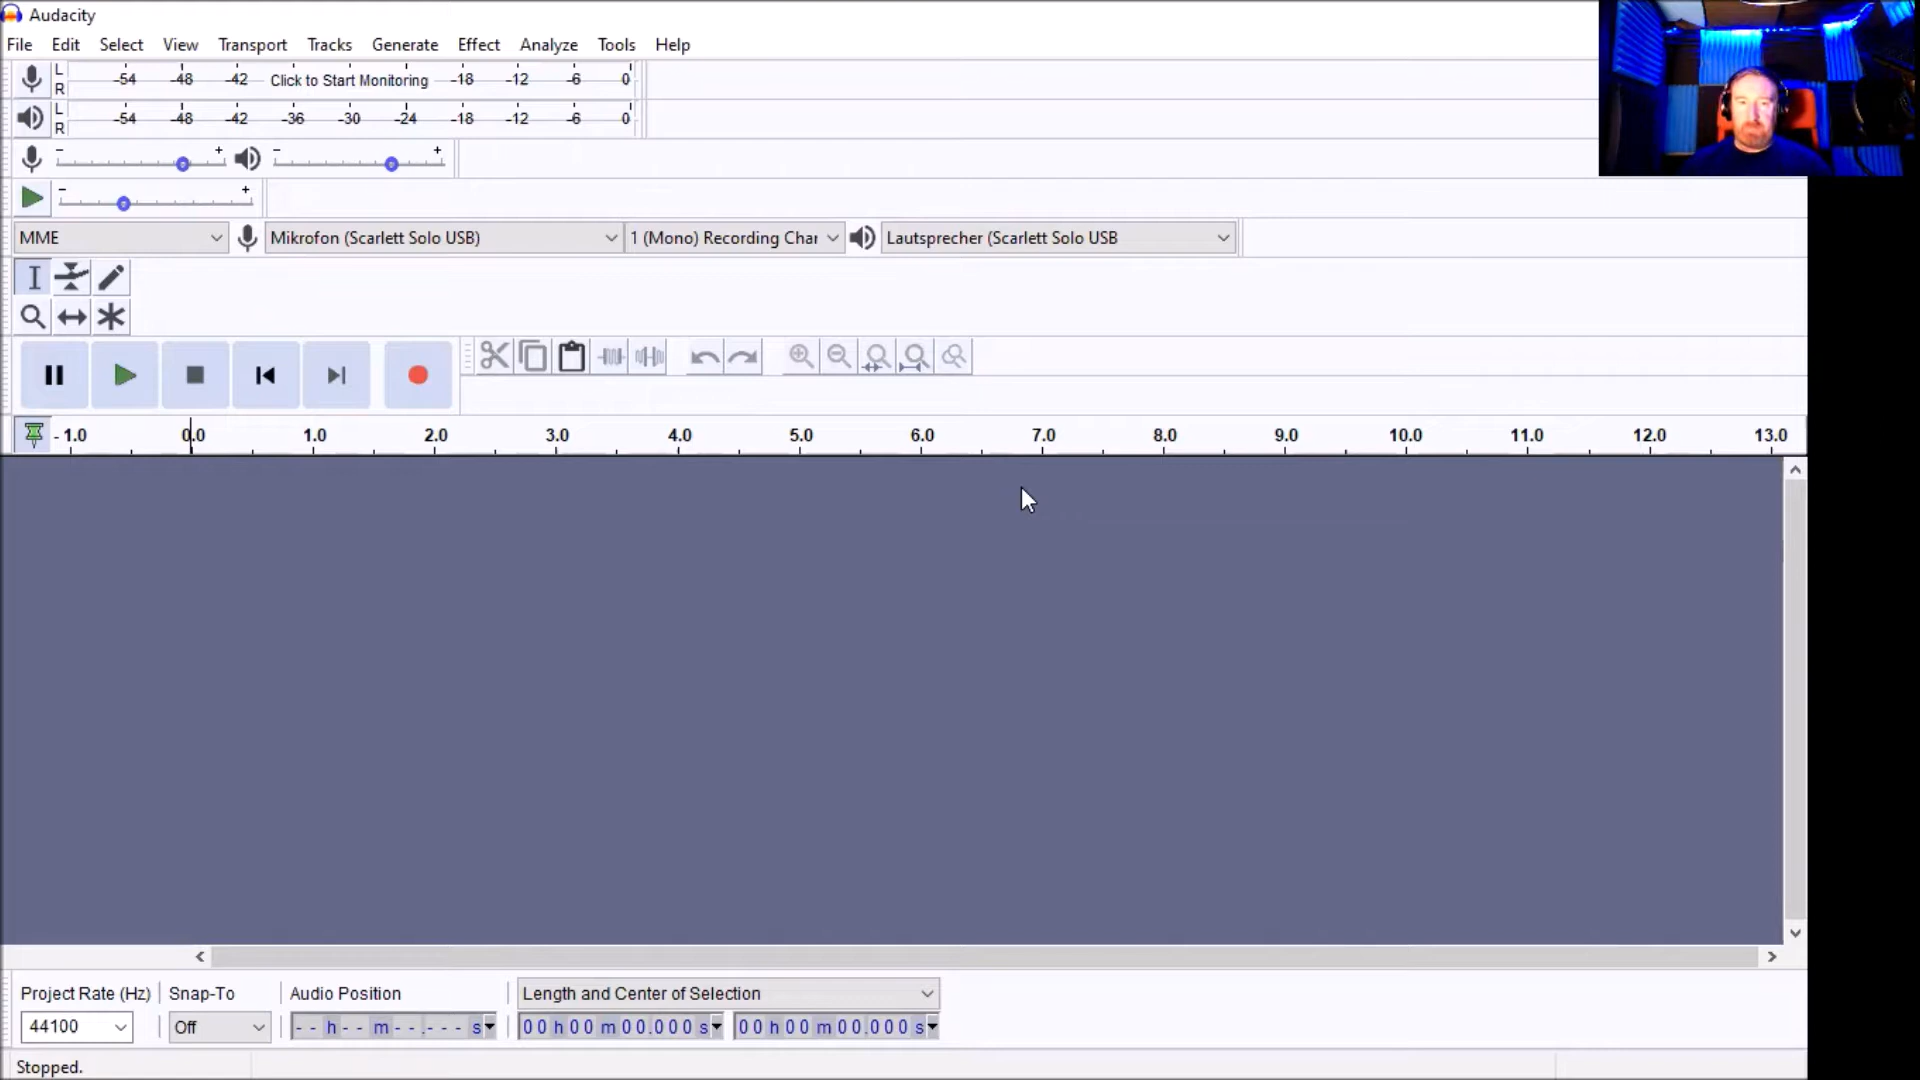 Audacity
File Edit Select View Transport Tracks Generate Effect Analyze Tools Help
L
R
-54 -48 -42 Click to Start Monitoring -18 -12 -6 0
L
R
-54 -48 -42 -36 -30 -24 -18 -12 -6 0
- + - +
- +
MME Mikrofon (Scarlett Solo USB) 1 (Mono) Recording Char Lautsprecher (Scarlett Solo USB
- 1.0 0.0 1.0 2.0 3.0 4.0 5.0 6.0 7.0 8.0 9.0 10.0 11.0 12.0 13.0
Project Rate (Hz) Snap-To Audio Position Length and Center of Selection
44100 Off - - h - - m - - . - - - s 00 h 00 m 00.000 s 00 h 00 m 00.000 s
Stopped.